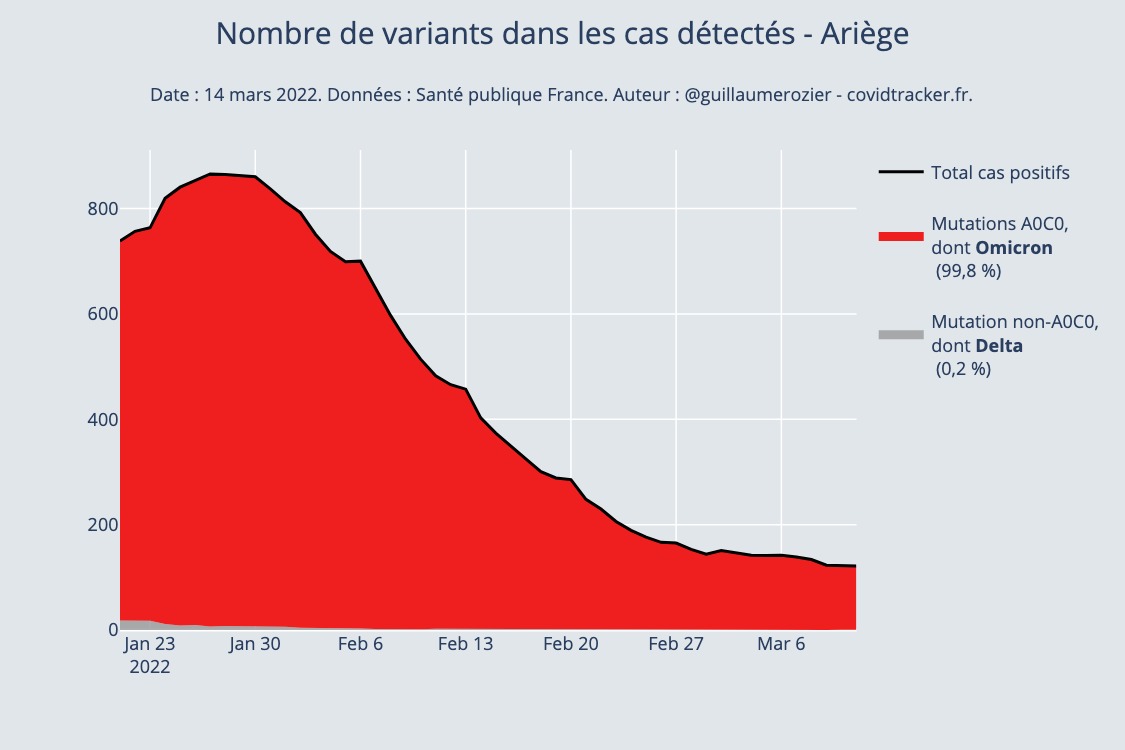 Nombre de variants dans les cas détectés - Ariège
Date : 14 mars 2022. Données : Santé publique France. Auteur : @guillaumerozier - covidtracker.fr.
Total cas positifs
Mutations A0C0,
dont Omicron
(99,8 %)
Mutation non-A0C0,
dont Delta
(0,2 %)
800
600
400
200
0
Jan 23
2022
Jan 30
Feb 6
Feb 13
Feb 20
Feb 27
Mar 6